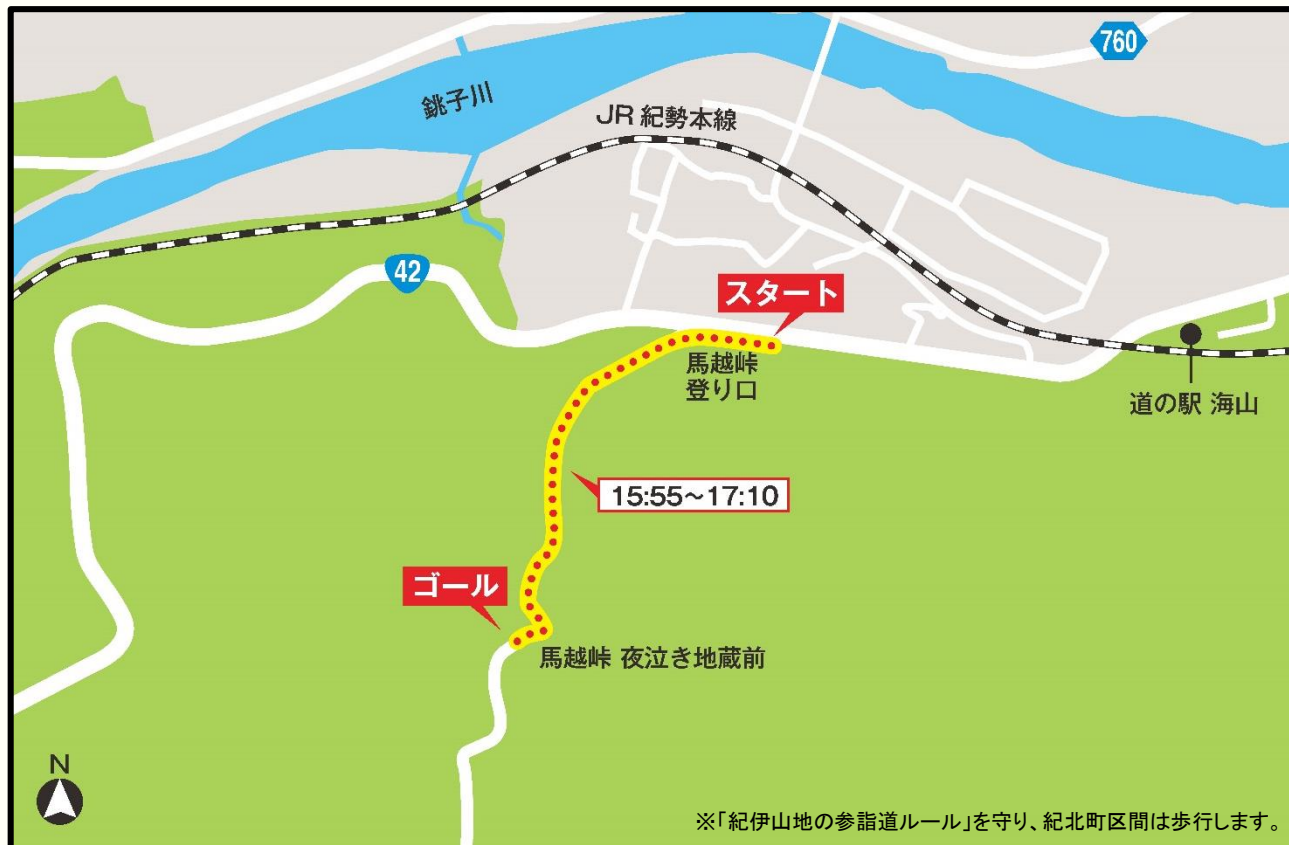 760
銚子川
JR 紀勢本線
42
スタート
馬越峠
登り口
道の駅 海山
15:55～17:10
ゴール
馬越峠 夜泣き地蔵前
N
※「紀伊山地の参詣道ルール」を守り、紀北町区間は歩行します。